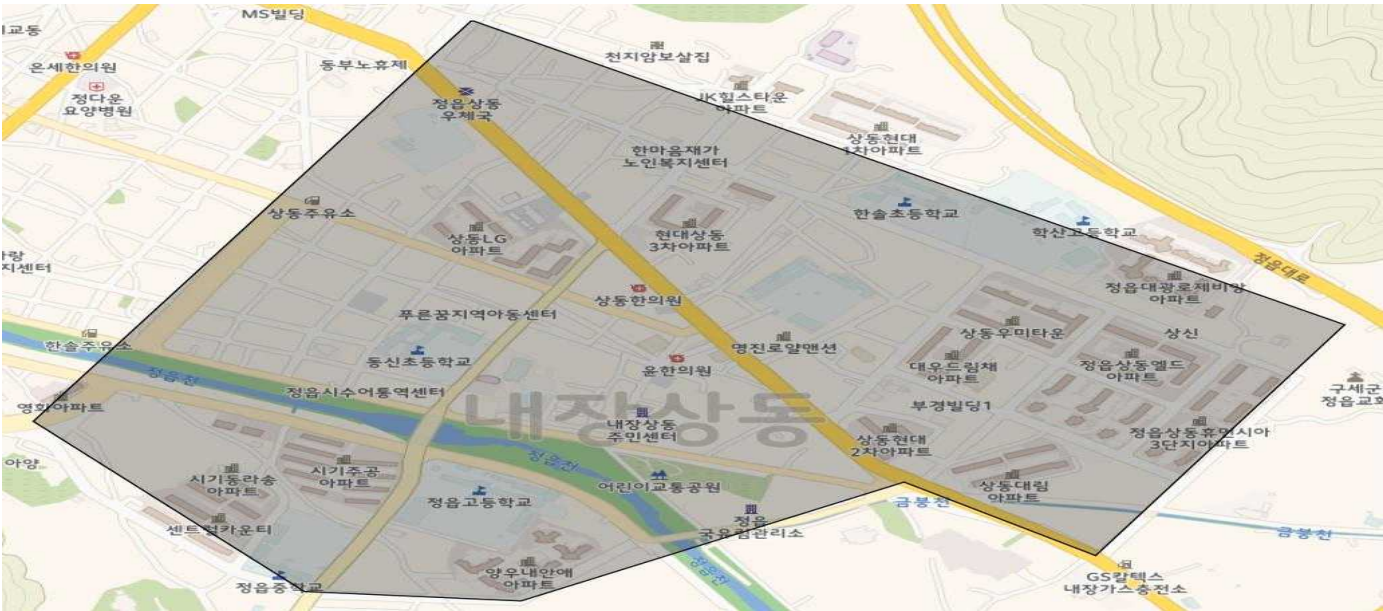 MS빌딩
교동
온세한의원
동부노휴제
천지암보살집
정다운
요양병원
정읍상동
우체국
JK힐스타운
아파트
상동현대
1차아파트
한마음재가
노인복지센터
상동주유소
한솔초등학교
상동LG
아파트
현대상동
3차아파트
학산고등학교
사랑
지센터
정읍대로
정읍대광로제비앙
아파트
상동한의원
푸른꿈지역아동센터
상동우미타운
상신
한솔주유소
명진로얄맨션
동신초등학교
윤한의원
대우드림채
아파트
정읍상동엘드
아파트
정읍천
정읍시수어통역센터
구세군
정읍교회
영화아파트
내장상동
부경빌딩1
내장상동
주민센터
상동현대
2차아파트
정읍상동휴먼시아
3단지아파트
아양
시기동라송
아파트
시기주공
아파트
정읍천
어린이교통공원
상동대림
아파트
정읍고등학교
금붕천
센트럴카운티
정읍
국유림관리소
금붕천
정읍중학교
양우내안애
아파트
정읍천
GS칼텍스
내장가스충전소